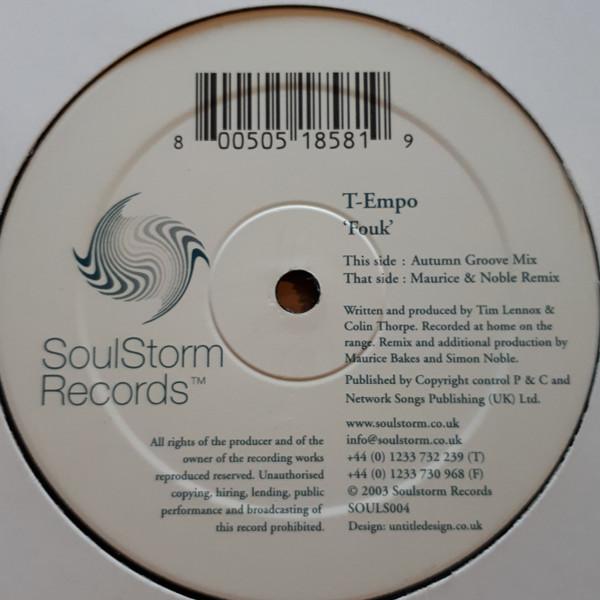 8 00505 18581 9
T-Empo
'Fouk'
This side : Autumn Groove Mix
That side : Maurice & Noble Remix
Written and produced by Tim Lennox &
Colin Thorpe. Recorded at home on the
range. Remix and additional production by
Maurice Bakes and Simon Noble.
Published by Copyright control P & C and
Network Songs Publishing (UK) Ltd.
www.soulstorm.co.uk
info@soulstorm.co.uk
+44 (0) 1233 732 239 (T)
+44 (0) 1233 730 968 (F)
© 2003 Soulstorm Records
SOULS004
Design: untitledesign.co.uk
SoulStorm
Records™
All rights of the producer and of the
owner of the recording works
reproduced reserved. Unauthorised
copying, hiring, lending, public
performance and broadcasting of
this record prohibited.